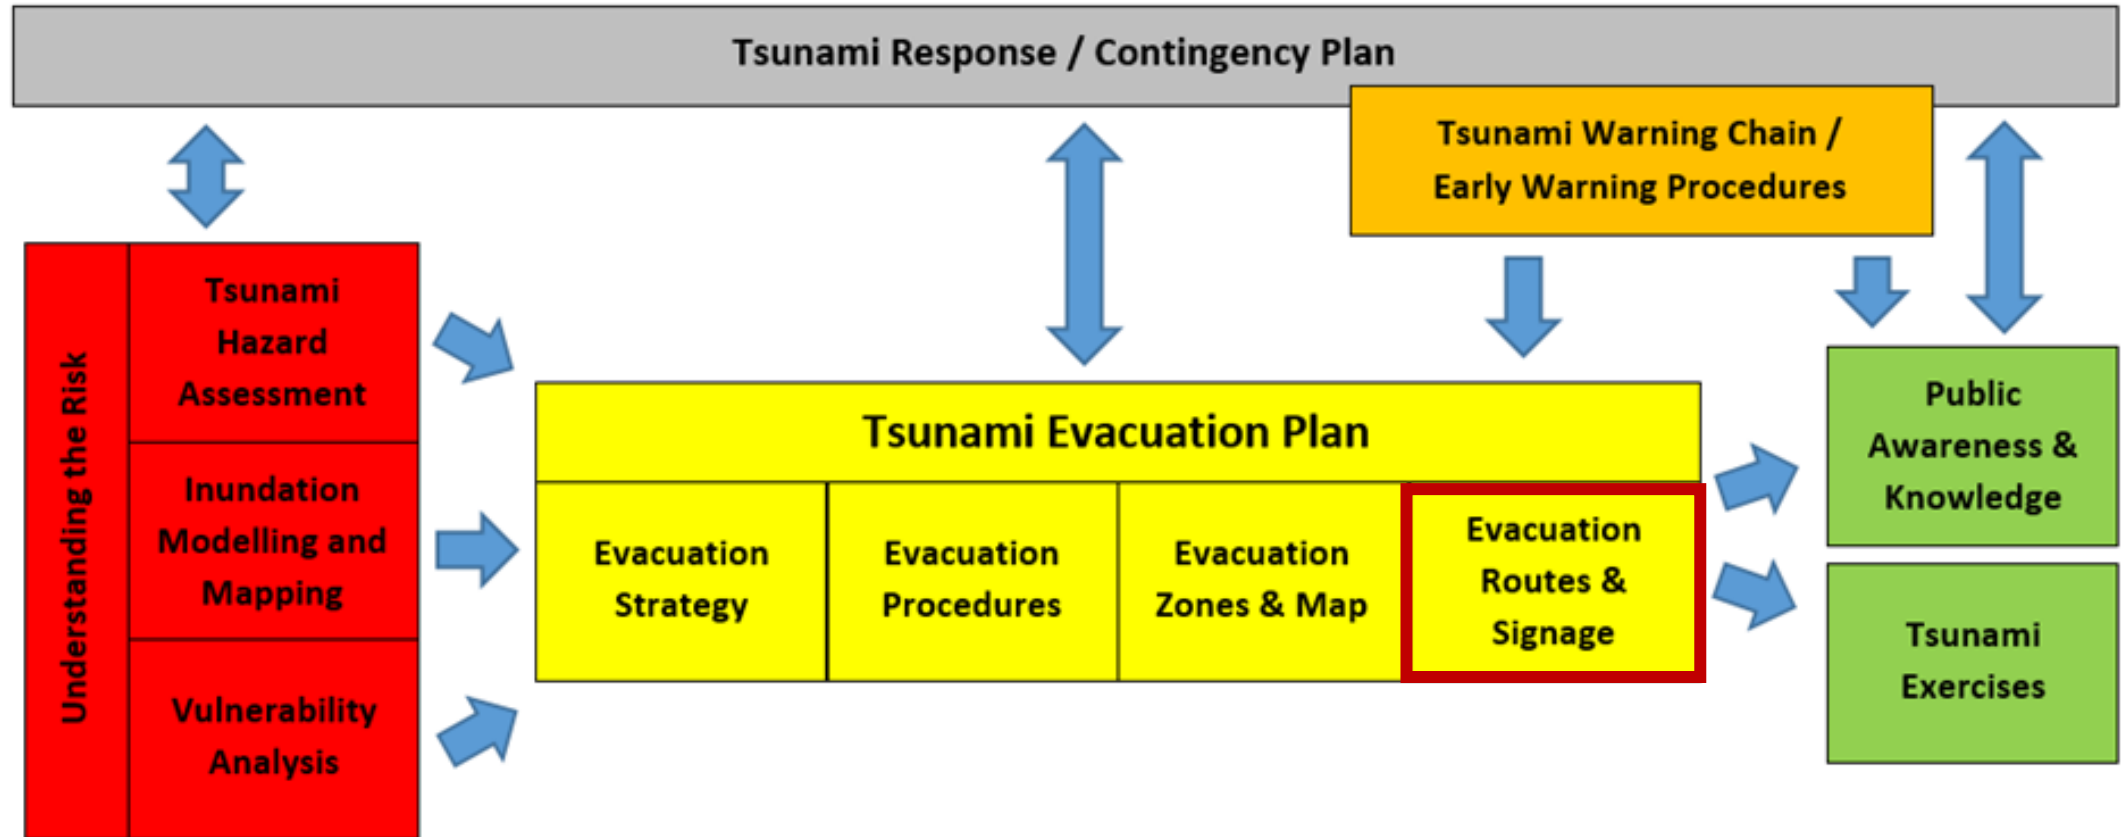 Tsunami Response / Contingency Plan
Tsunami Warning Chain /
Early Warning Procedures
Understanding the Risk
Tsunami
Hazard
Assessment
Inundation
Modelling and
Mapping
Vulnerability
Analysis
Tsunami Evacuation Plan
Evacuation
Strategy
Evacuation
Procedures
Evacuation
Zones & Map
Evacuation
Routes &
Signage
Public
Awareness &
Knowledge
Tsunami
Exercises